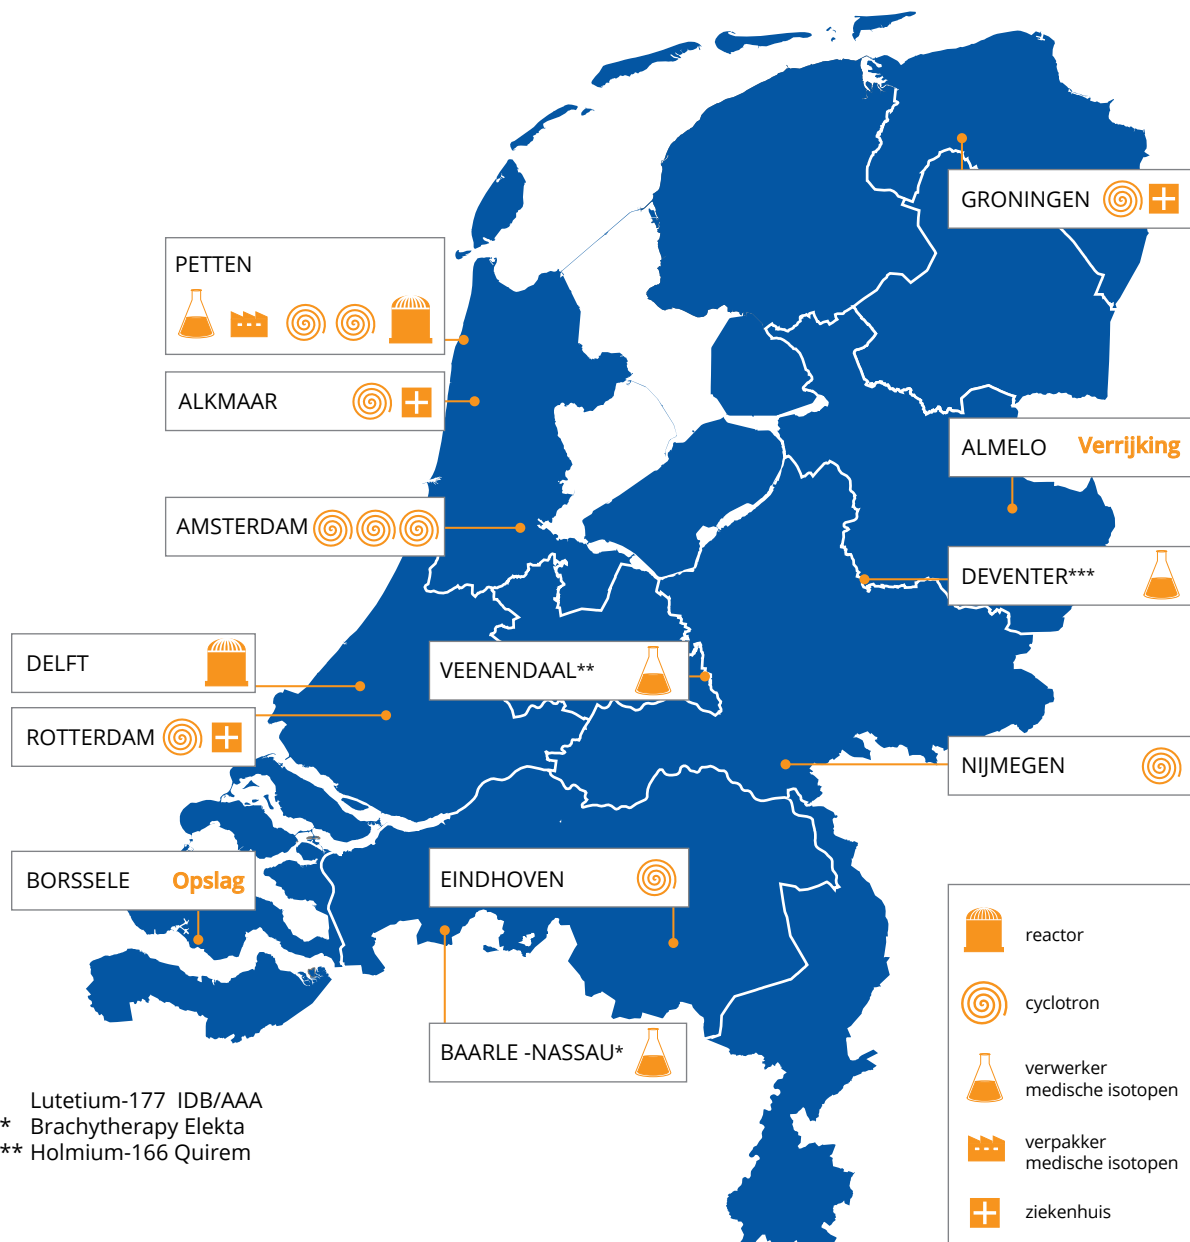 GRONINGEN
PETTEN
ALKMAAR
ALMELO Verrijking
AMSTERDAM
DEVENTER***
DELFT
VEENENDAAL**
ROTTERDAM
NIJMEGEN
BORSSELE Opslag
EINDHOVEN
BAARLE -NASSAU*
reactor
cyclotron
verwerker
medische isotopen
verpakker
medische isotopen
ziekenhuis
Lutetium-177 IDB/AAA
* Brachytherapy Elekta
** Holmium-166 Quirem